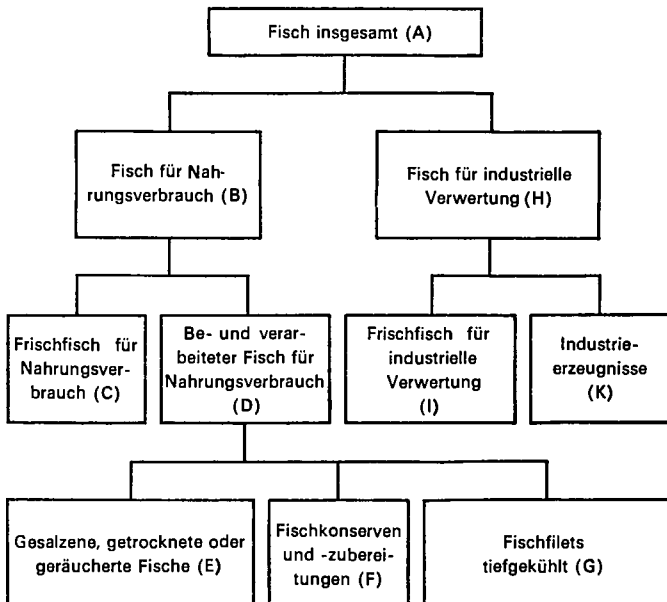 Fisch insgesamt (A)
Fisch für Nah-
rungsverbrauch (B)
Fisch für industrielle
Verwertung (H)
Frischfisch für
Nahrungsver-
brauch (C)
Be- und verar-
beiteter Fisch für
Nahrungsverbrauch
(D)
Frischfisch für
industrielle
Verwertung
(I)
Industrie-
erzeugnisse
(K)
Gesalzene, getrocknete oder
geräucherte Fische (E)
Fischkonserven
und -zuberei-
tungen (F)
Fischfilets
tiefgekühlt (G)